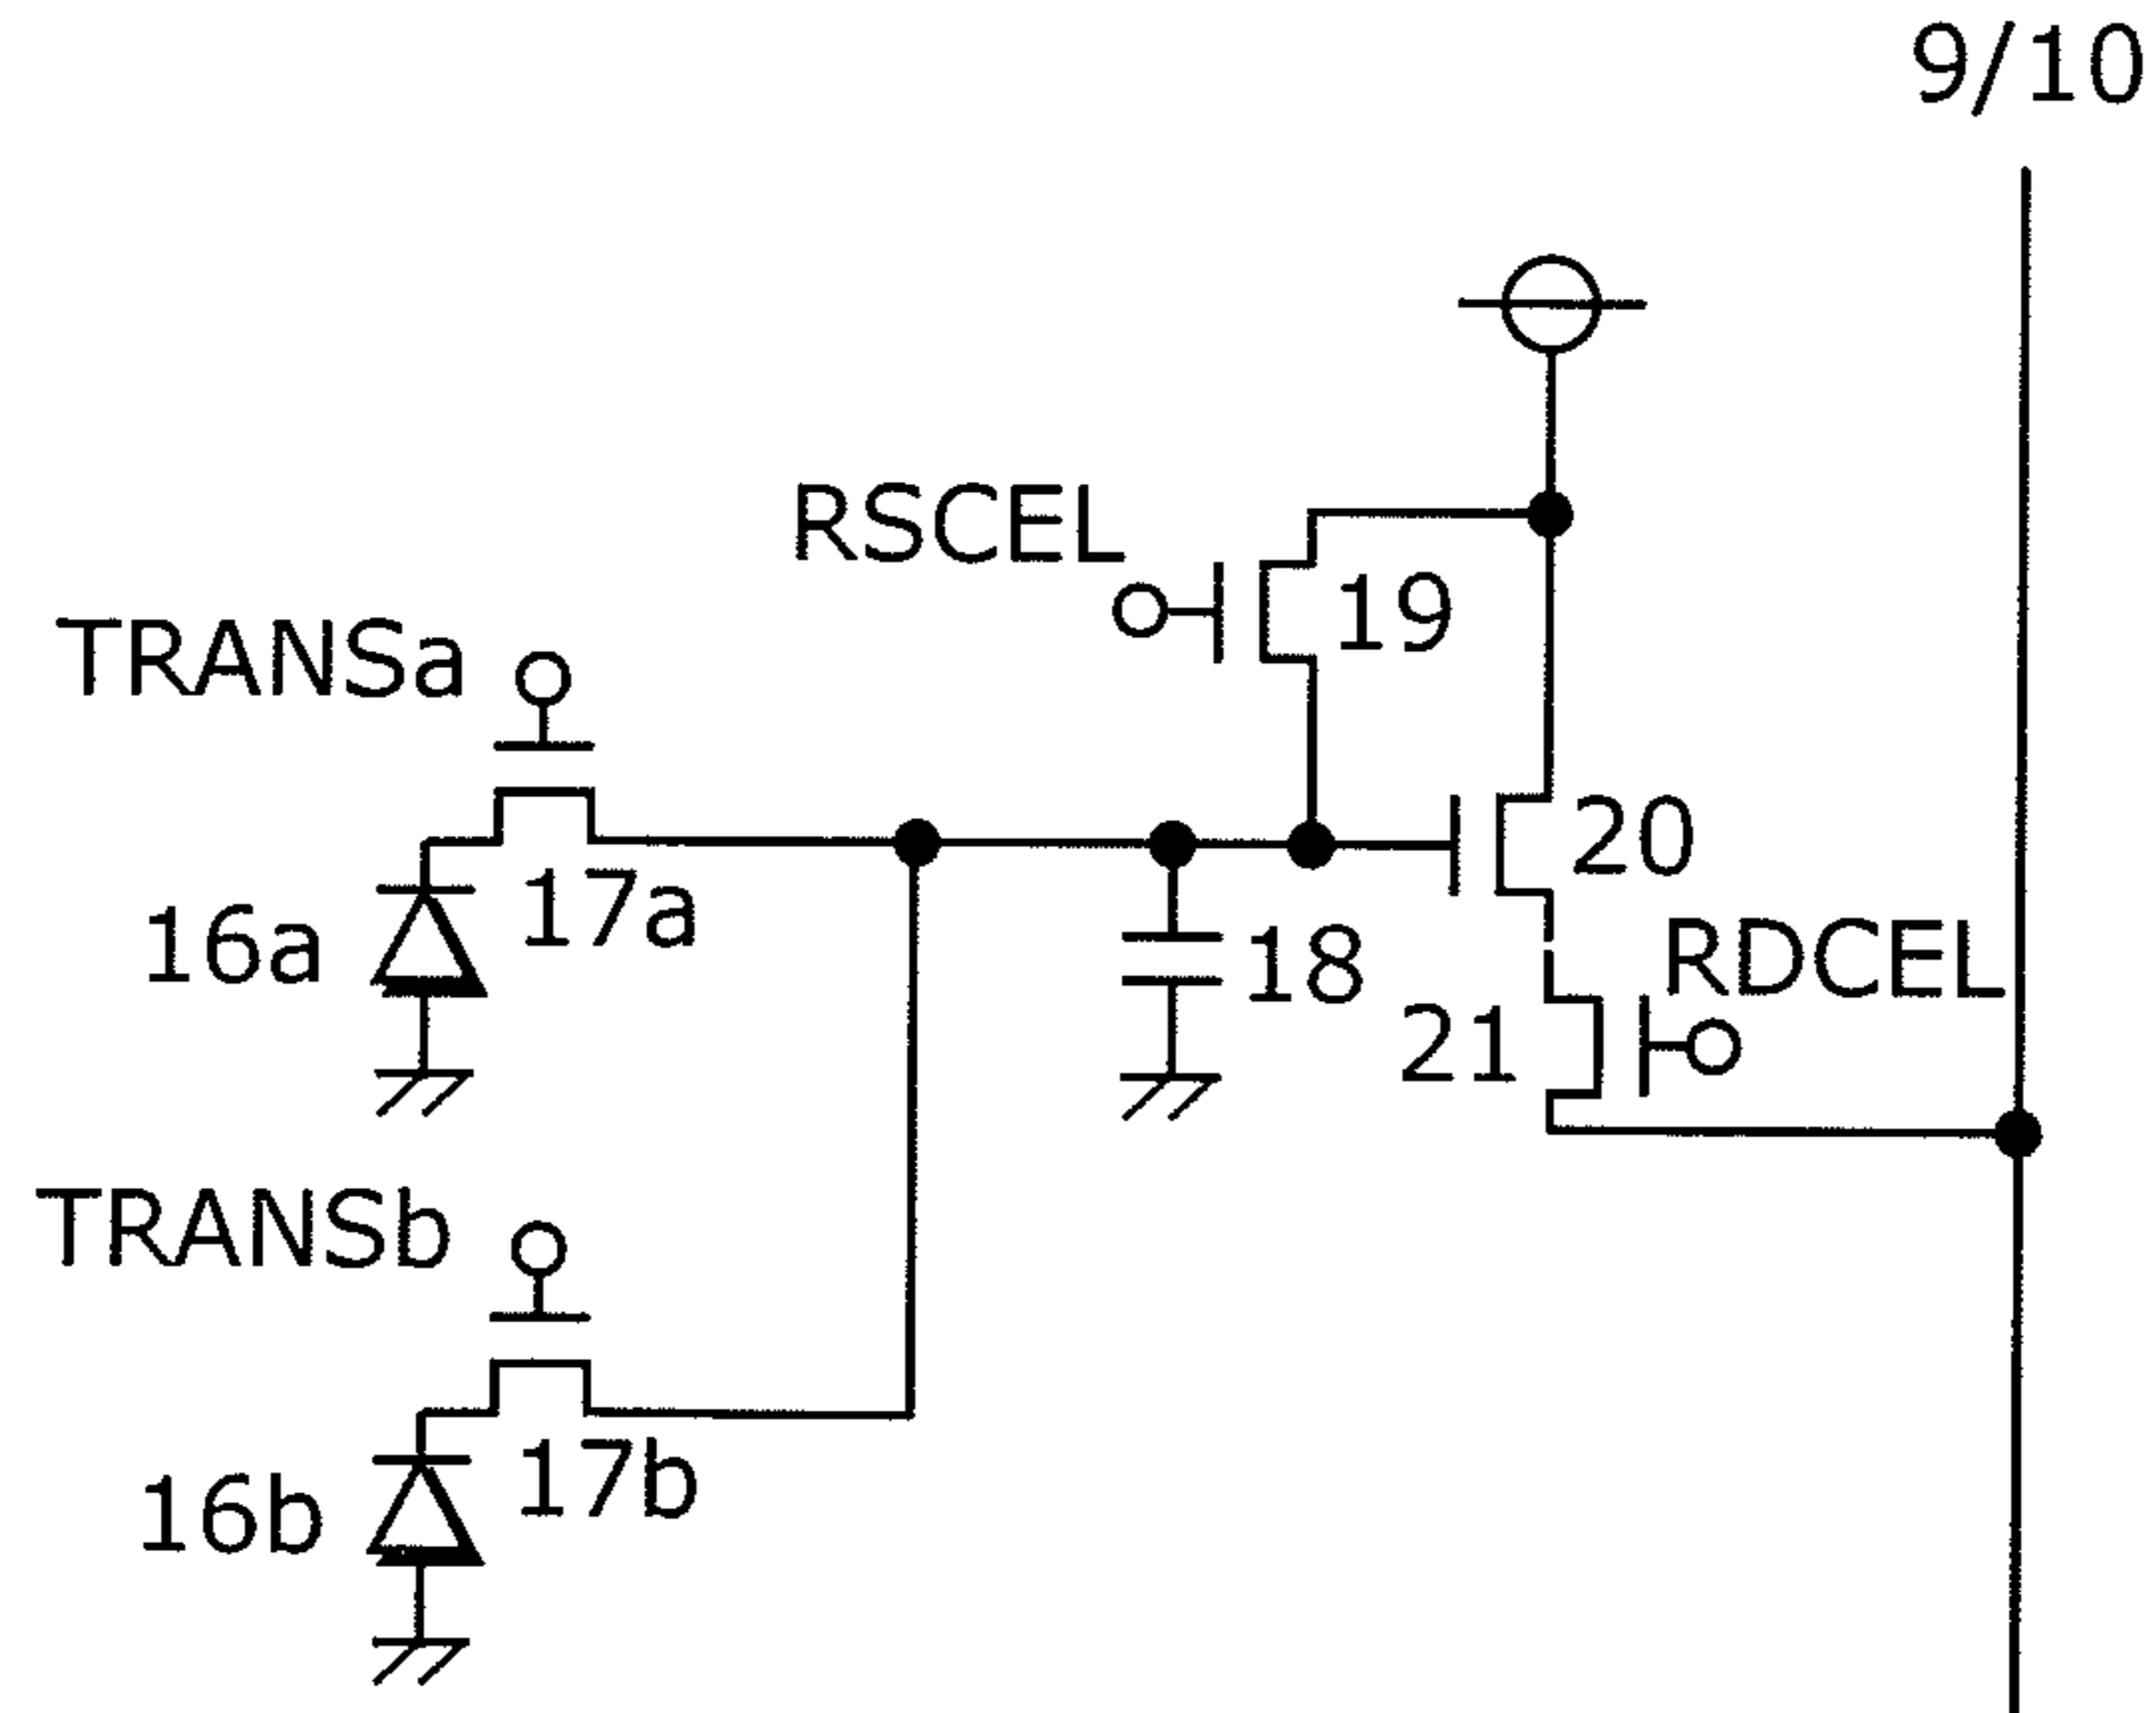 9/10
RSCEL
19
TRANSa
20
17a
16a
RDCEL
18
21
TRANSb
17b
16b